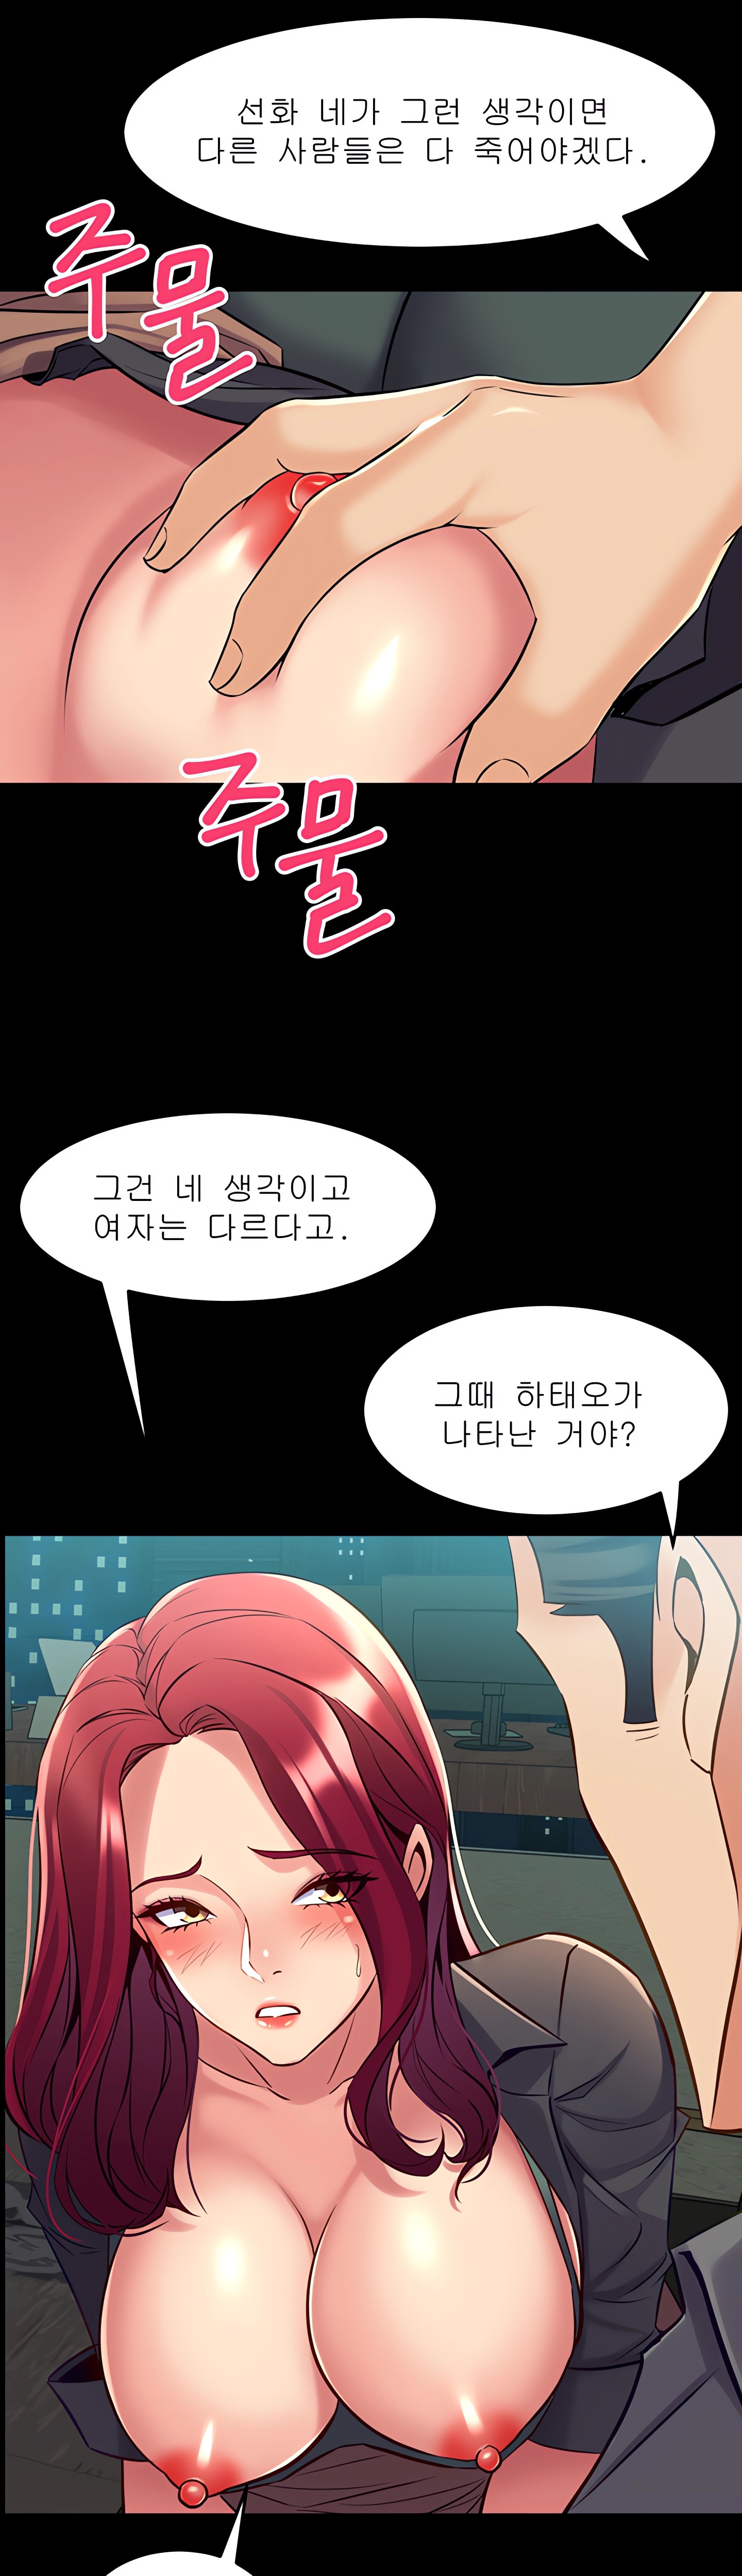 선화 네가 그런 생각이면
다른 사람들은 다 죽어야겠다.
주물
주물
그건 네 생각이고
여자는 다르다고.
그때 하태오가
나타난 거야?